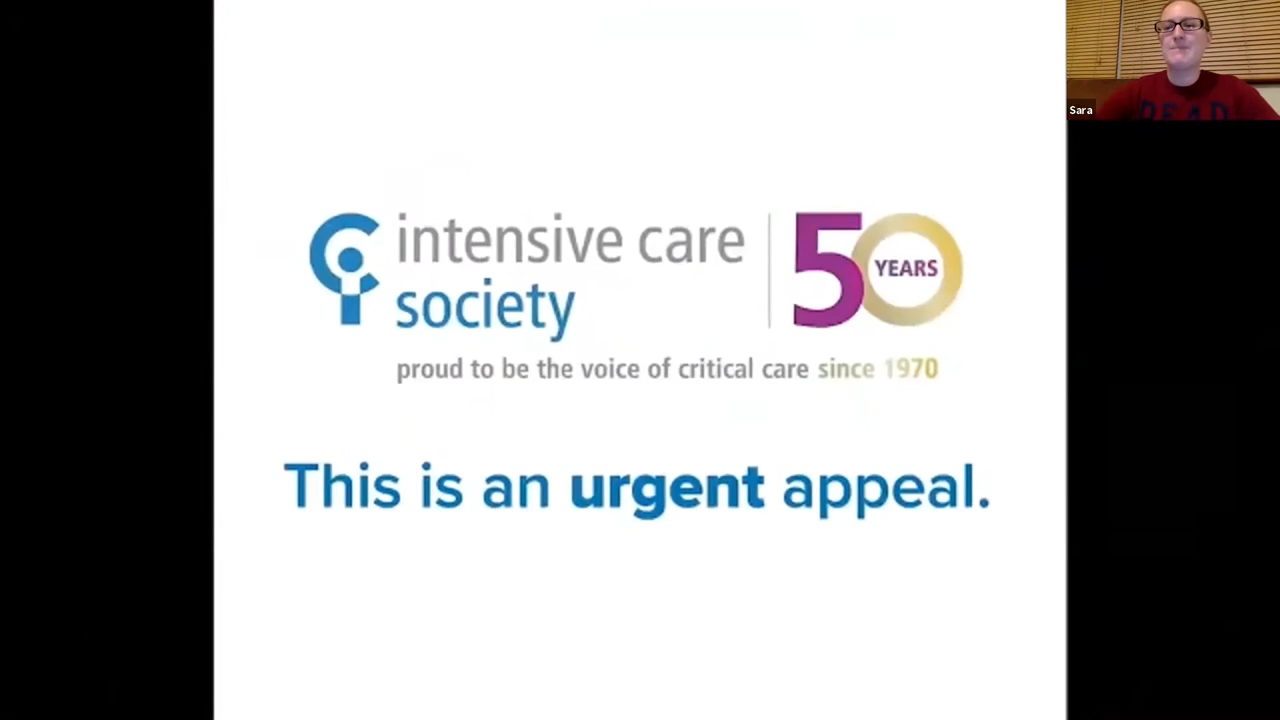 intensive care
society
50
YEARS
proud to be the voice of critical care since 1970
This is an urgent appeal.
Sara
READ